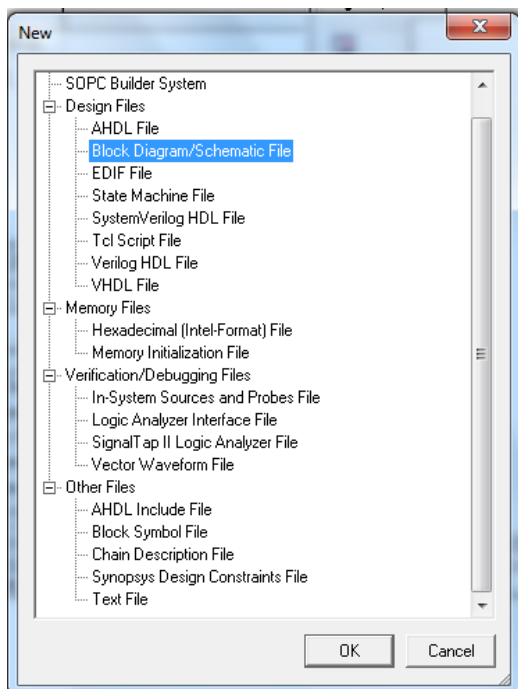 New
SOPC Builder System
Design Files
AHDL File
Block Diagram/Schematic File
EDIF File
State Machine File
SystemVerilog HDL File
Tcl Script File
Verilog HDL File
VHDL File
Memory Files
Hexadecimal (Intel-Format) File
Memory Initialization File
Verification/Debugging Files
In-System Sources and Probes File
Logic Analyzer Interface File
SignalTap II Logic Analyzer File
Vector Waveform File
Other Files
AHDL Include File
Block Symbol File
Chain Description File
Synopsys Design Constraints File
Text File
OK Cancel